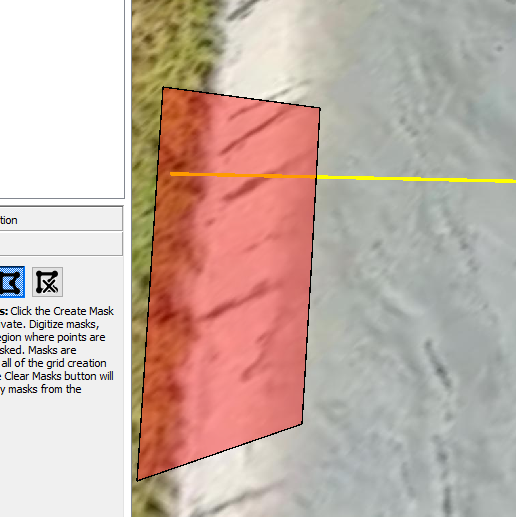 tion
s: Click the Create Mask
ivate. Digitize masks,
egion where points are
sked. Masks are
all of the grid creation
e Clear Masks button will
y masks from the